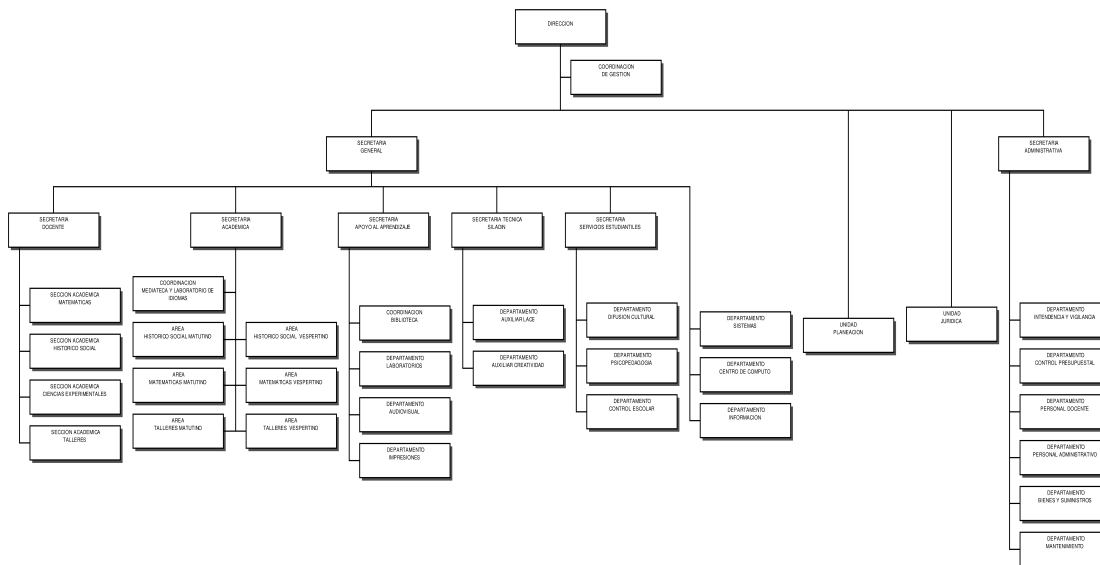 DIRECCION
COORDINACION
DE GESTION
SECRETARIA
GENERAL
SECRETARIA
ADMINISTRATIVA
SECRETARIA
DOCENTE
SECRETARIA
ACADEMICA
SECRETARIA
APOYO AL APRENDIZAJE
SECRETARIA TECNICA
SILADIN
SECRETARIA
SERVICIOS ESTUDIANTILES
SECCION ACADEMICA
MATEMATICAS
SECCION ACADEMICA
HISTORICO SOCIAL
SECCION ACADEMICA
CIENCIAS EXPERIMENTALES
SECCION ACADEMICA
TALLERES
COORDINACION
MEDIATECA Y LABORATORIO DE
IDIOMAS
AREA
HISTORICO SOCIAL MATUTINO
AREA
HISTORICO SOCIAL VESPERTINO
AREA
MATEMATICAS MATUTINO
AREA
MATEMATICAS VESPERTINO
AREA
TALLERES MATUTINO
AREA
TALLERES VESPERTINO
COORDINACION
BIBLIOTECA
DEPARTAMENTO
LABORATORIOS
DEPARTAMENTO
AUDIOVISUAL
DEPARTAMENTO
IMPRESIONES
DEPARTAMENTO
AUXILIAR LACE
DEPARTAMENTO
AUXILIAR CREATIVIDAD
DEPARTAMENTO
DIFUSION CULTURAL
DEPARTAMENTO
PSICOPEDAGOGIA
DEPARTAMENTO
CONTROL ESCOLAR
DEPARTAMENTO
SISTEMAS
DEPARTAMENTO
CENTRO DE COMPUTO
DEPARTAMENTO
INFORMACION
UNIDAD
PLANEACION
UNIDAD
JURIDICA
DEPARTAMENTO
INTENDENCIA Y VIGILANCIA
DEPARTAMENTO
CONTROL PRESUPUESTAL
DEPARTAMENTO
PERSONAL DOCENTE
DEPARTAMENTO
PERSONAL ADMINISTRATIVO
DEPARTAMENTO
BIENES Y SUMINISTROS
DEPARTAMENTO
MANTENIMIENTO